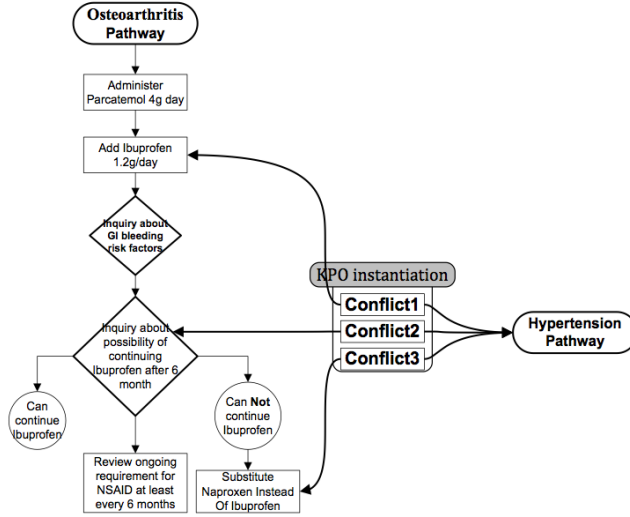 Osteoarthritis
Pathway
Administer
Parcatemol 4g day
Add Ibuprofen
1.2g/day
Inquiry about
GI bleeding
risk factors
KPO instantiation
Conflict1
Conflict2
Conflict3
Hypertension
Pathway
Inquiry about
possibility of
continuing
Ibuprofen after 6
month
Can
continue
Ibuprofen
Can Not
continue
Ibuprofen
Review ongoing
requirement for
NSAID at least
every 6 months
Substitute
Naproxen Instead
Of Ibuprofen